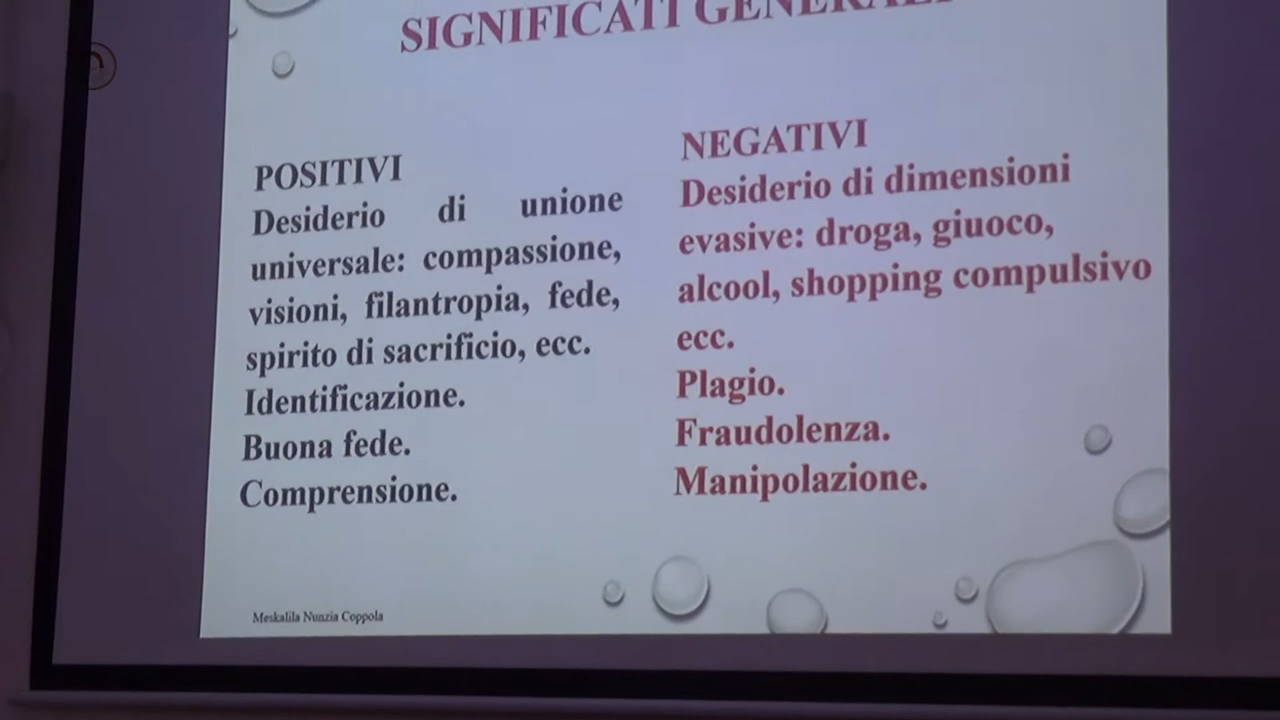 SIGNIFICATI GENERALI
POSITIVI
Desiderio di unione
universale: compassione,
visioni, filantropia, fede,
spirito di sacrificio, ecc.
Identificazione.
Buona fede.
Comprensione.
NEGATIVI
Desiderio di dimensioni
evasive: droga, giuoco,
alcool, shopping compulsivo
ecc.
Plagio.
Fraudolenza.
Manipolazione.
Meskalila Nunzia Coppola